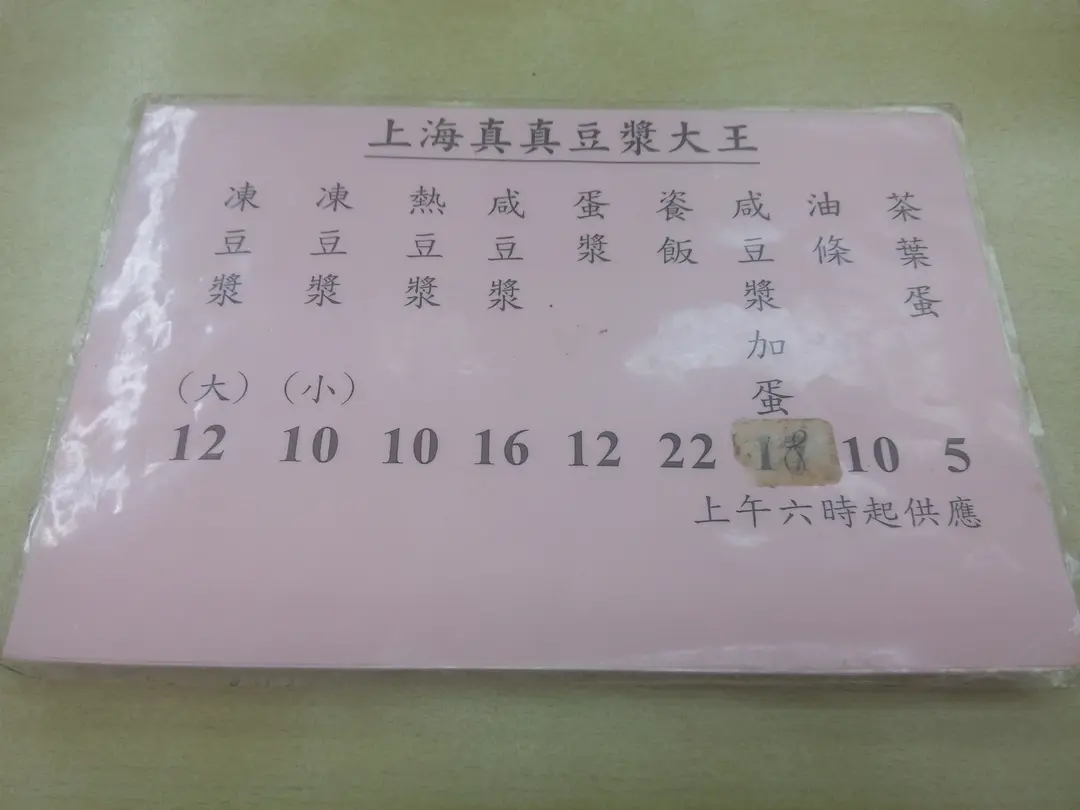 上海真真豆漿大王
茶葉蛋 5
油條 10
咸豆漿加蛋 18
瓷飯 22
蛋漿 12
咸豆漿 16
熱豆漿 10
凍豆漿（小） 10
凍豆漿（大） 12
上午六時起供應